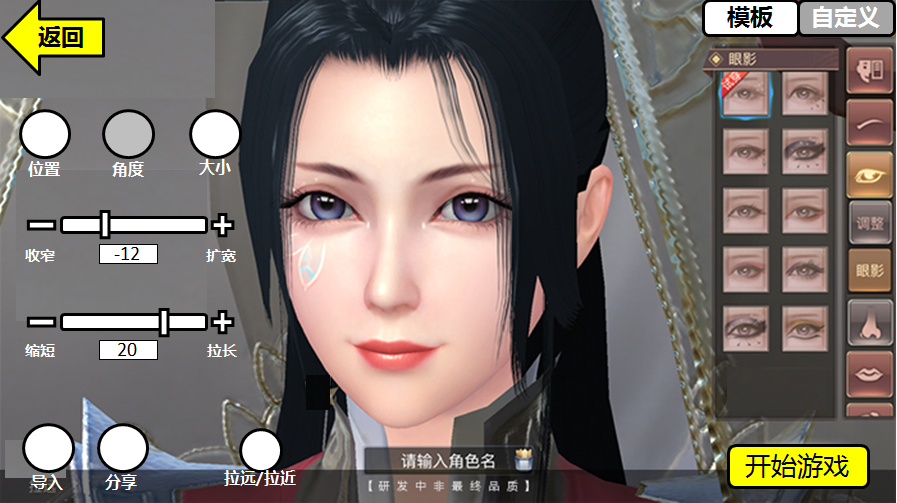 返回
模板
自定义
眼影
试穿
位置
角度
大小
调整
-12
收窄
扩宽
眼影
20
缩短
拉长
请输入角色名
开始游戏
导入
分享
拉远/拉近
【研发中非最终品质】